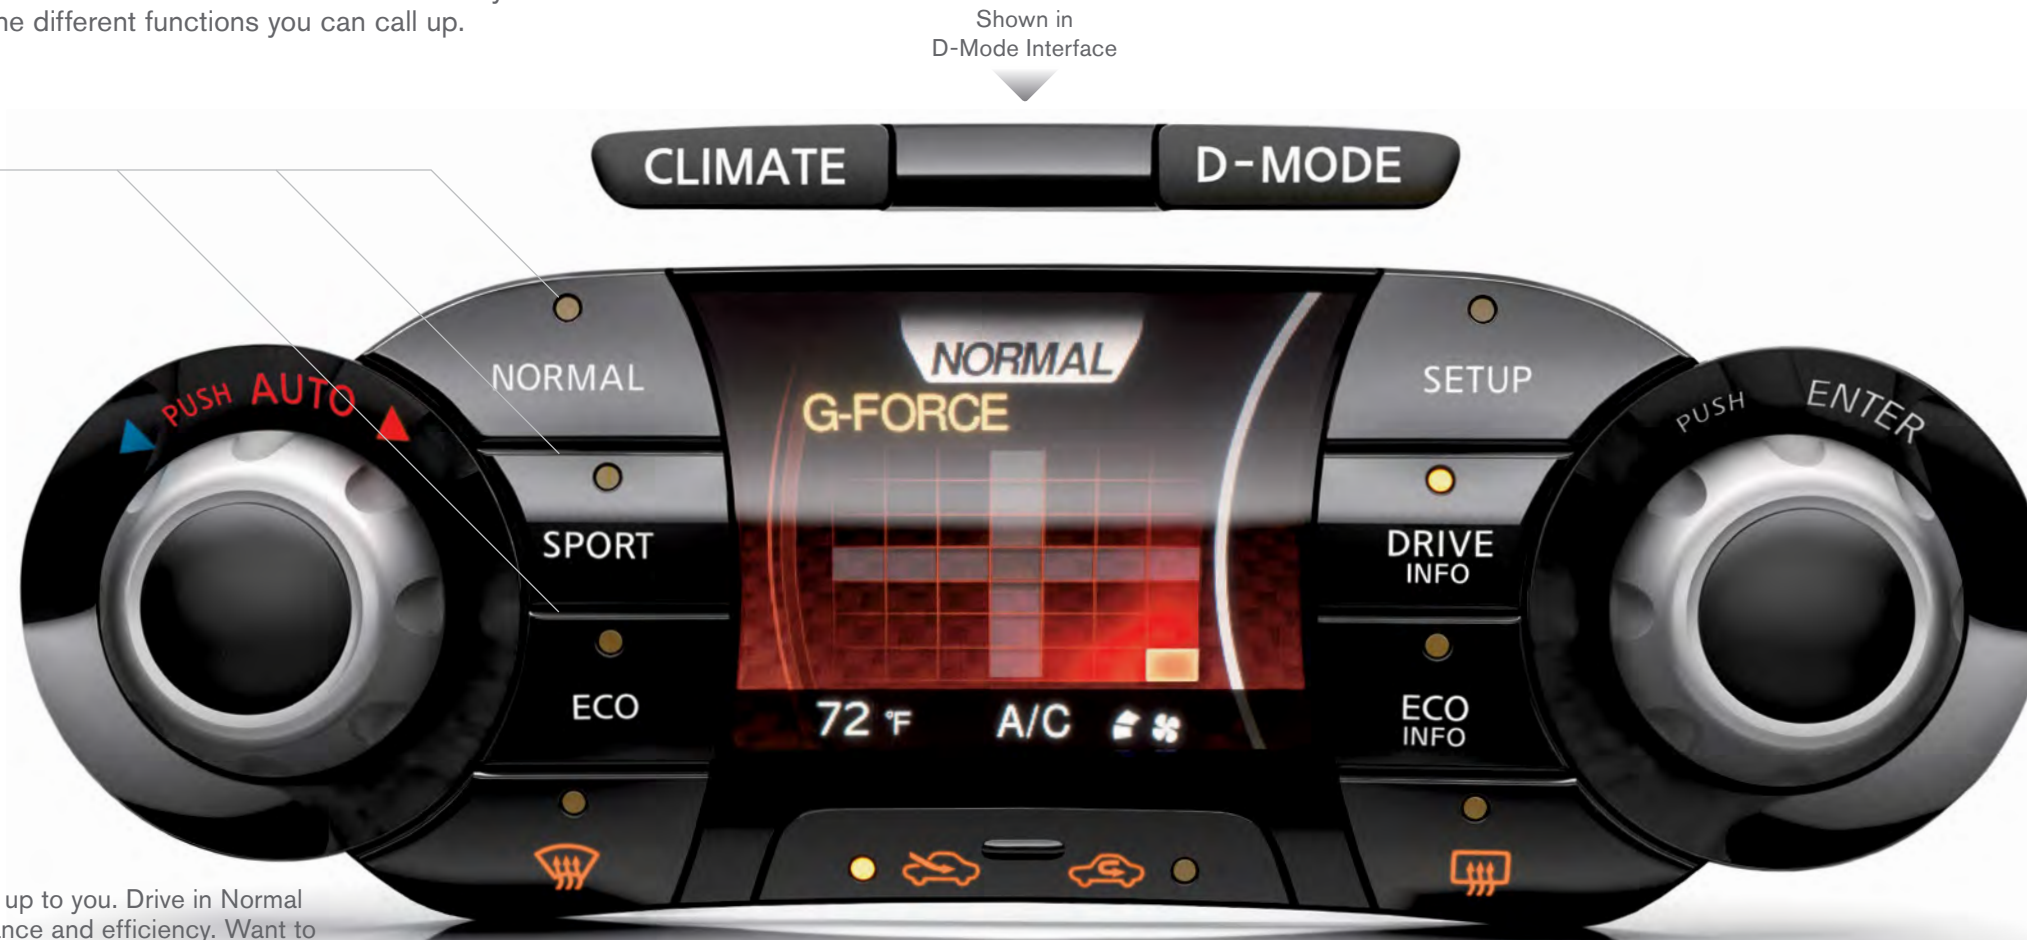 he different functions you can call up.
Shown in
D-Mode Interface
CLIMATE
D-MODE
NORMAL
SPORT
ECO
PUSH AUTO
NORMAL
G-FORCE
72 °F A/C
SETUP
DRIVE
INFO
ECO
INFO
PUSH ENTER
up to you. Drive in Normal
nce and efficiency. Want to